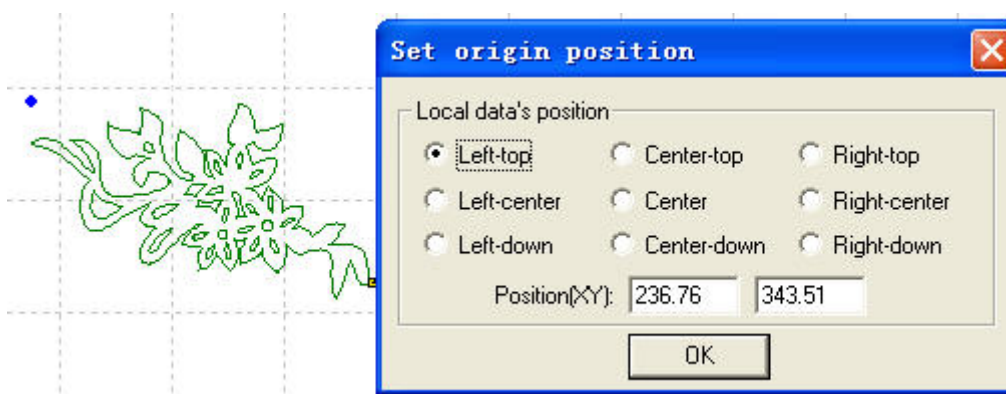 Set origin position
Local data's position
Left-top Center-top Right-top
Left-center Center Right-center
Left-down Center-down Right-down
Position(XY): 236.76 343.51
OK